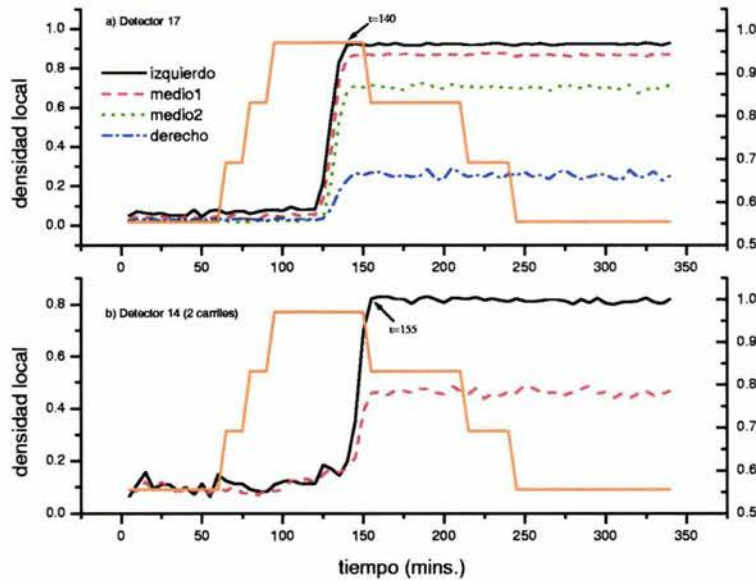 a) Detector 17
t=140
izquierdo
medio1
medio2
derecho
densidad local
1.0
0.8
0.6
0.4
0.2
0.0
1.0
0.9
0.8
0.7
0.6
0.5
0 50 100 150 200 250 300 350
b) Detector 14 (2 carriles)
t=155
densidad local
0.8
0.6
0.4
0.2
0.0
1.0
0.9
0.8
0.7
0.6
0.5
0 50 100 150 200 250 300 350
tiempo (mins.)